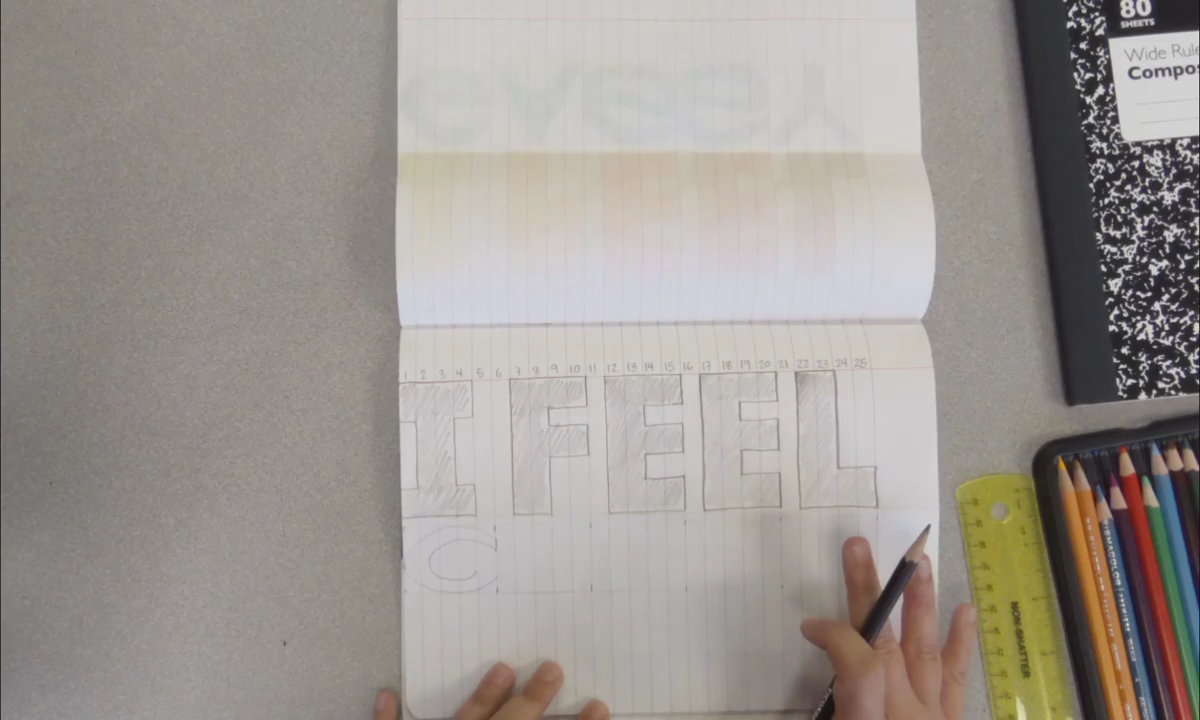 80
SHEETS
Wide Rule
Compos
1 2 3 4 5 6 7 8 9 10 11 12 13 14 15 16 17 18 19 20 21 22 23 24 25
I FEEL
C
NON-SHATTER